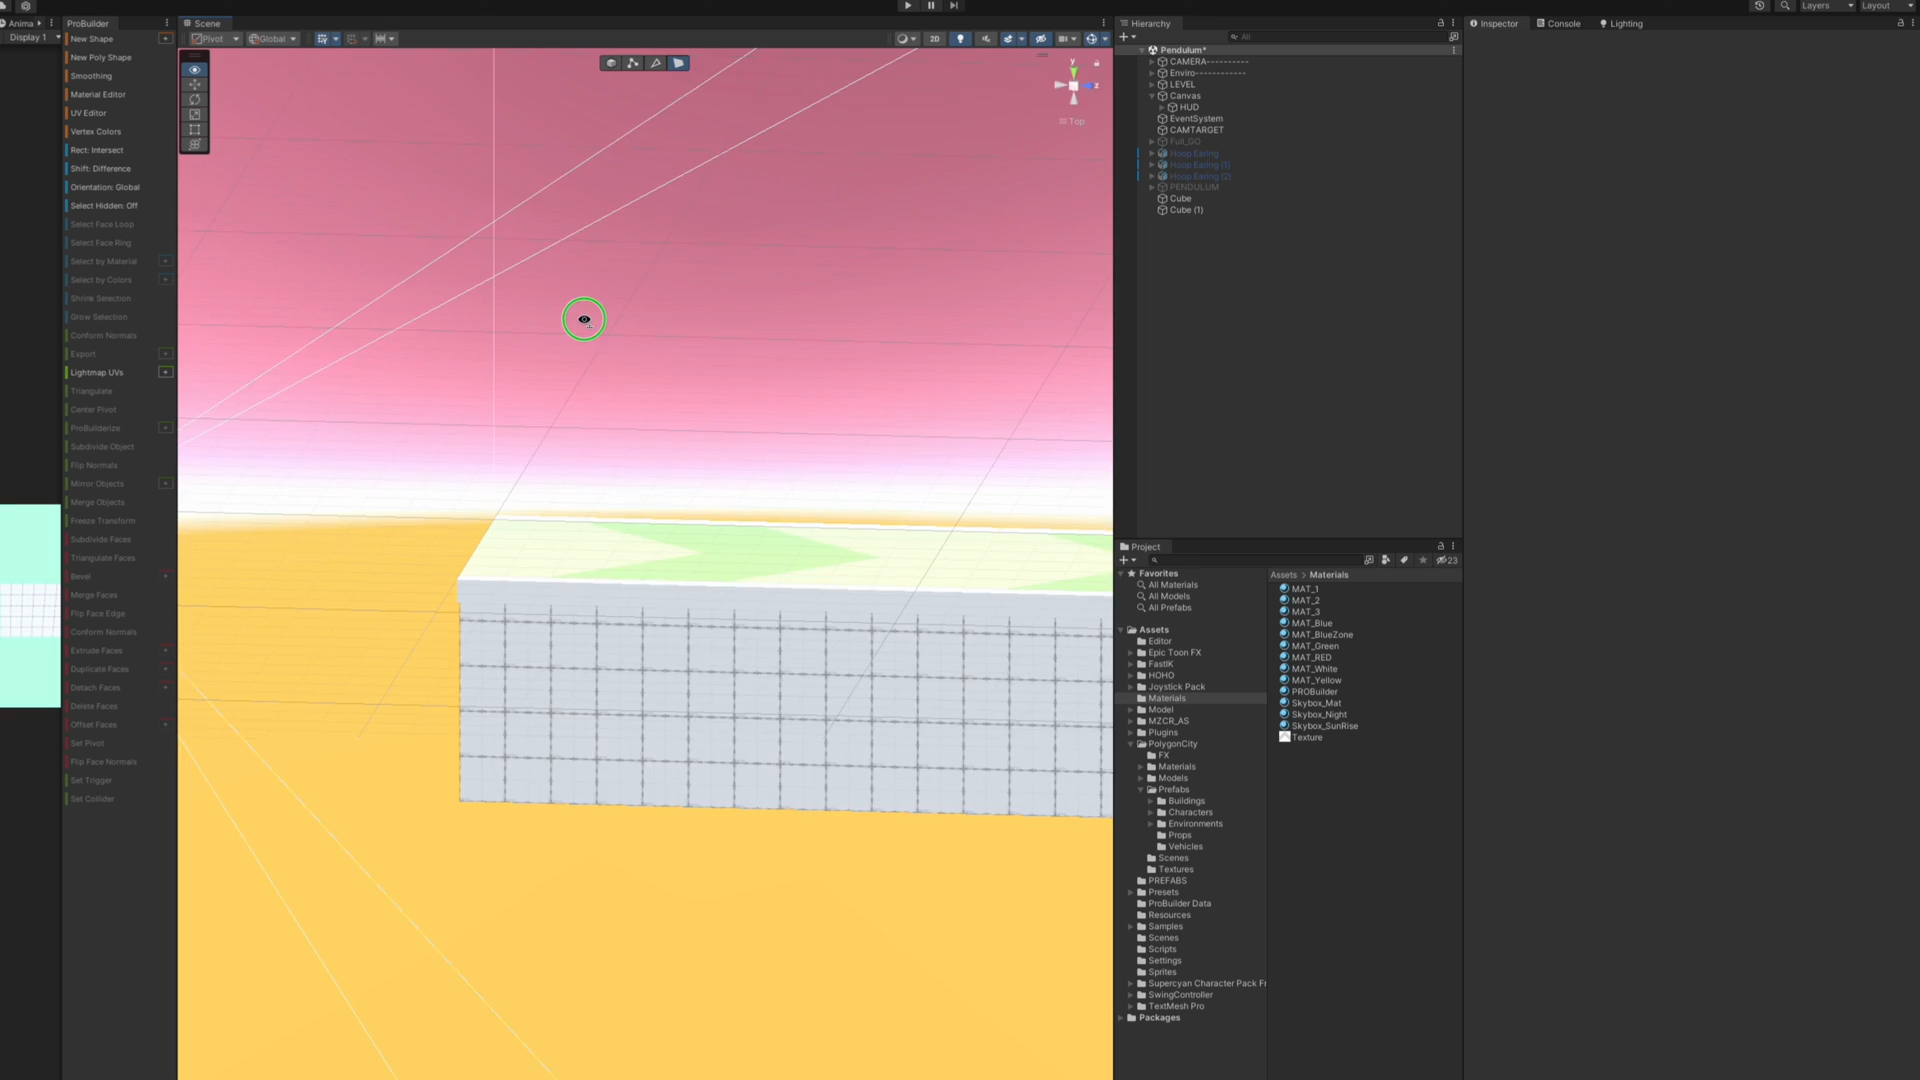 Anima
Display 1
ProBuilder
New Shape
New Poly Shape
Smoothing
Material Editor
UV Editor
Vertex Colors
Rect: Intersect
Shift: Difference
Orientation: Global
Select Hidden: Off
Select Face Loop
Select Face Ring
Select by Material
Select by Colors
Shrink Selection
Grow Selection
Conform Normals
Export
Lightmap UVs
Triangulate
Center Pivot
ProBuilderize
Subdivide Object
Flip Normals
Mirror Objects
Merge Objects
Freeze Transform
Subdivide Faces
Triangulate Faces
Bevel
Merge Faces
Flip Face Edge
Conform Normals
Extrude Faces
Duplicate Faces
Detach Faces
Delete Faces
Offset Faces
Set Pivot
Flip Face Normals
Set Trigger
Set Collider
Scene
Pivot
Global
2D
y
z
Top
Layers
Layout
Hierarchy
All
Pendulum*
CAMERA----------
Enviro------------
LEVEL
Canvas
HUD
EventSystem
CAMTARGET
Full_GO
Hoop Earing
Hoop Earing (1)
Hoop Earing (2)
PENDULUM
Cube
Cube (1)
Project
23
Favorites
All Materials
All Models
All Prefabs
Assets
Editor
Epic Toon FX
FastIK
HOHO
Joystick Pack
Materials
Model
MZCR_AS
Plugins
PolygonCity
FX
Materials
Models
Prefabs
Buildings
Characters
Environments
Props
Vehicles
Scenes
Textures
PREFABS
Presets
ProBuilder Data
Resources
Samples
Scenes
Scripts
Settings
Sprites
Supercyan Character Pack Fr
SwingController
TextMesh Pro
Packages
Assets > Materials
MAT_1
MAT_2
MAT_3
MAT_Blue
MAT_BlueZone
MAT_Green
MAT_RED
MAT_White
MAT_Yellow
PROBuilder
Skybox_Mat
Skybox_Night
Skybox_SunRise
Texture
Inspector
Console
Lighting